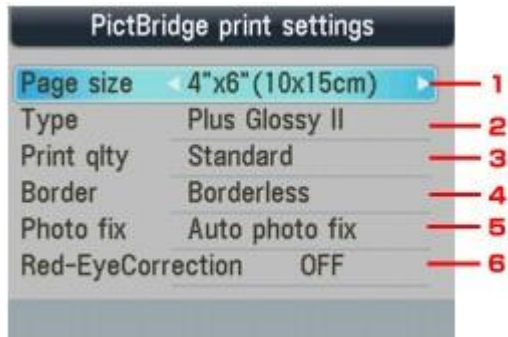 PictBridge print settings
Page size 4"x6"(10x15cm) 1
Type Plus Glossy II 2
Print qlty Standard 3
Border Borderless 4
Photo fix Auto photo fix 5
Red-EyeCorrection OFF 6